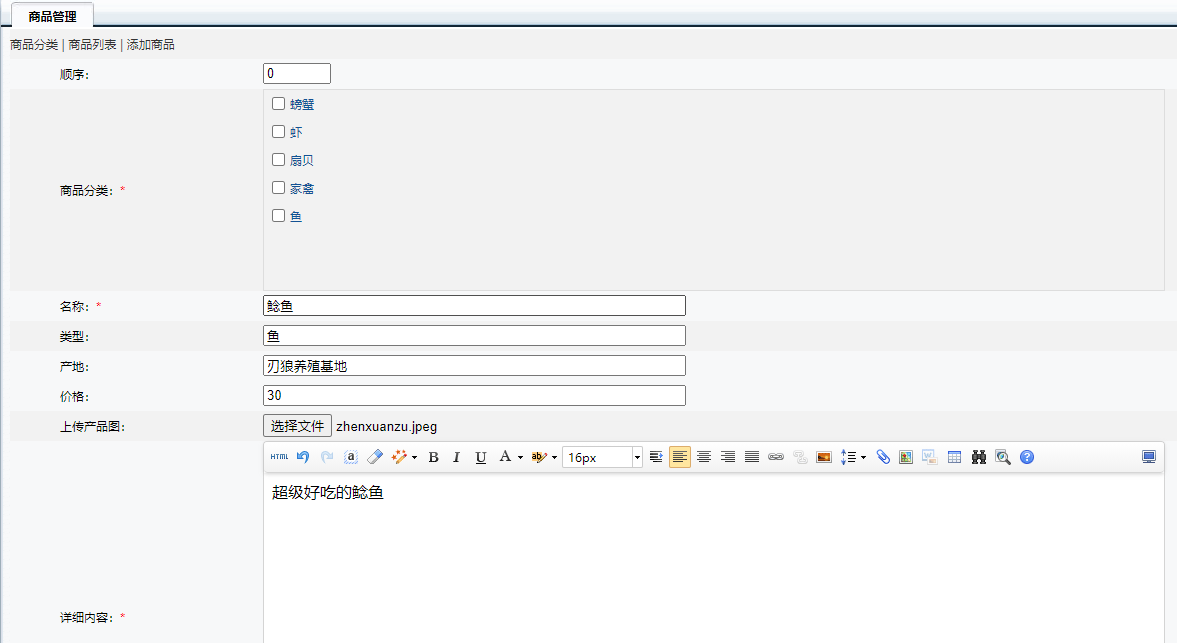 商品管理
商品分类 | 商品列表 | 添加商品
顺序: 0
商品分类: *
螃蟹
虾
扇贝
家禽
鱼
名称: * 鲶鱼
类型: 鱼
产地: 刃狼养殖基地
价格: 30
上传产品图: 选择文件 zhenxuanzu.jpeg
HTML a B I U A ab 16px W ?
超级好吃的鲶鱼
详细内容: *